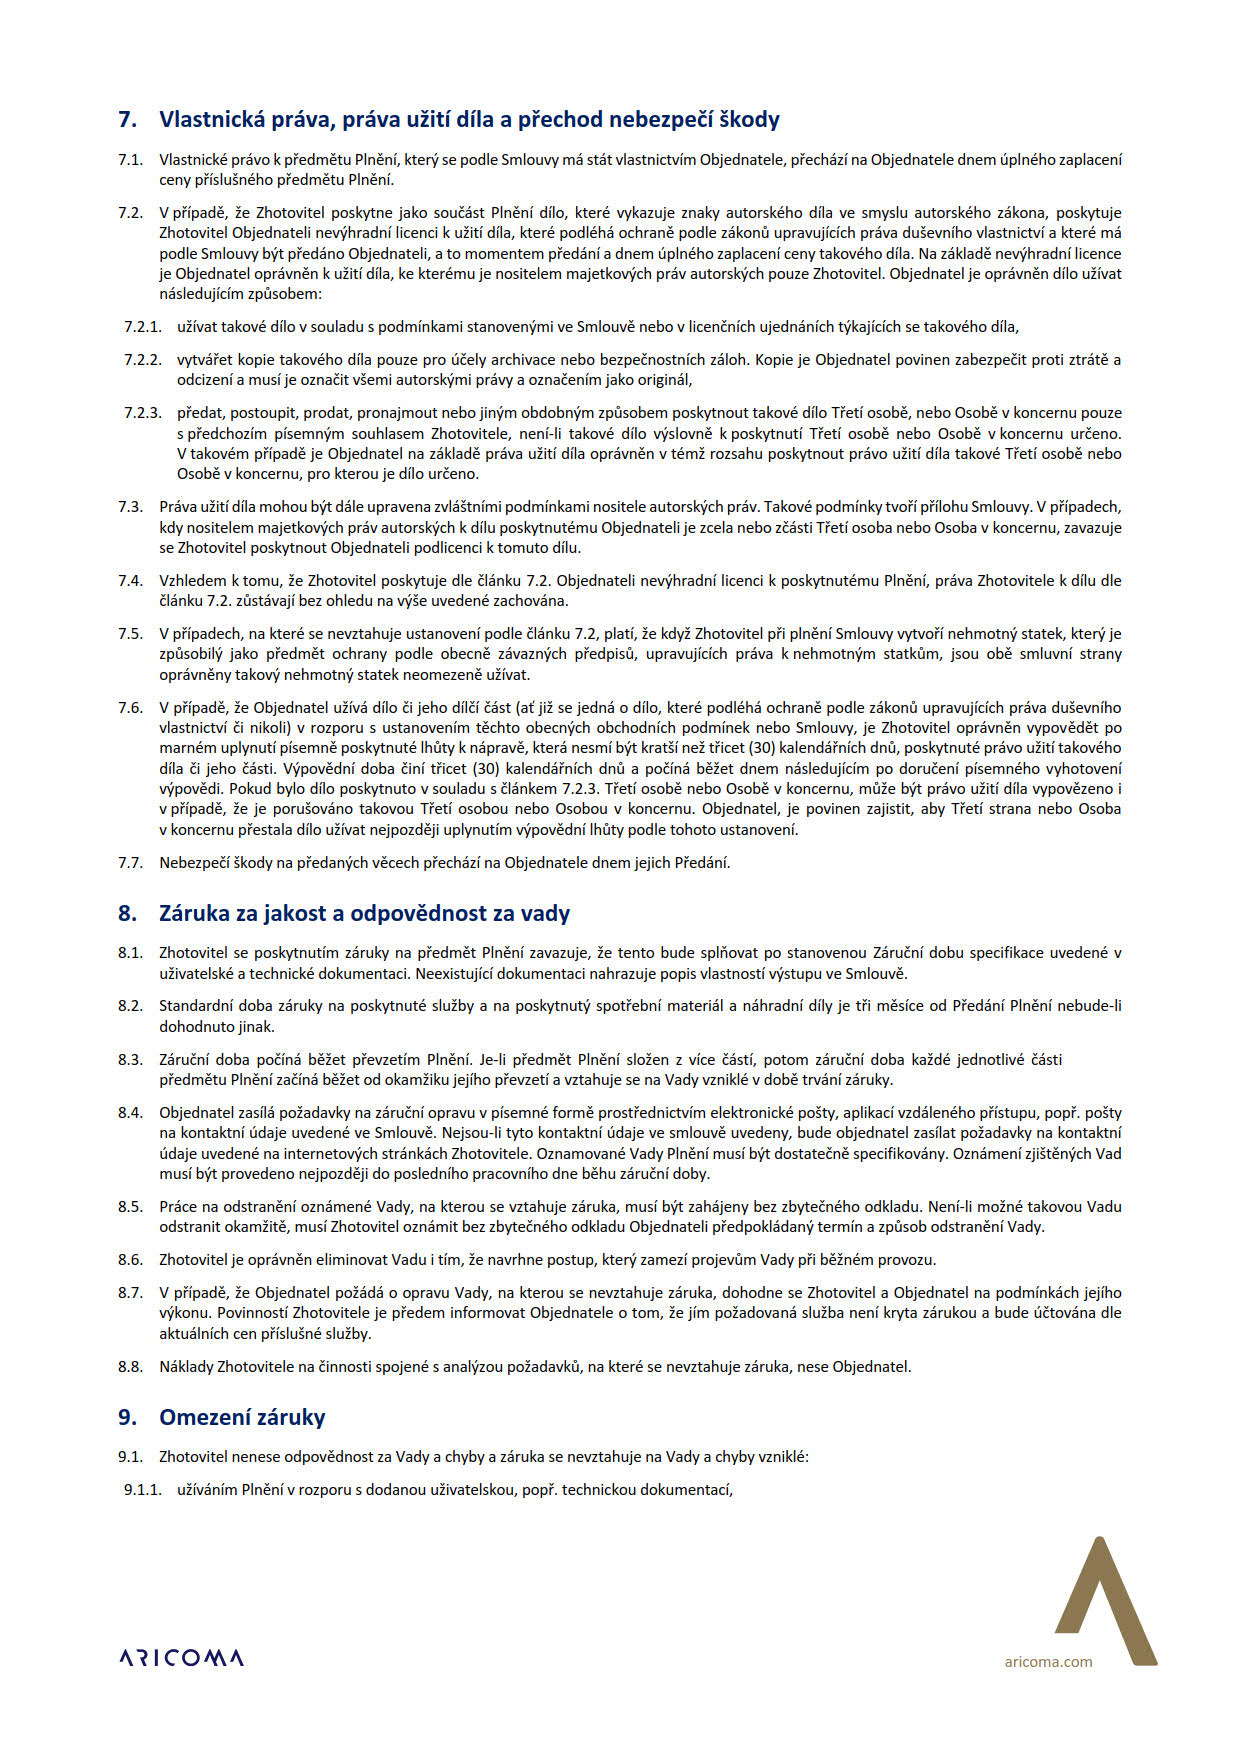 7. Vlastnická práva, práva užití díla a přechod nebezpečí škody
7.1. Vlastnické právo k předmětu Plnění, který se podle Smlouvy má stát vlastnictvím Objednatele, přechází na Objednatele dnem úplného zaplacení
ceny příslušného předmětu Plnění.
7.2. V případě, že Zhotovitel poskytne jako součást Plnění dílo, které vykazuje znaky autorského díla ve smyslu autorského zákona, poskytuje
Zhotovitel Objednateli nevýhradní licenci k užití díla, které podléhá ochraně podle zákonů upravujících práva duševního vlastnictví a které má
podle Smlouvy být předáno Objednateli, a to momentem předání a dnem úplného zaplacení ceny takového díla. Na základě nevýhradní licence
je Objednatel oprávněn k užití díla, ke kterému je nositelem majetkových práv autorských pouze Zhotovitel. Objednatel je oprávněn dílo užívat
následujícím způsobem:
7.2.1. užívat takové dílo v souladu s podmínkami stanovenými ve Smlouvě nebo v licenčních ujednáních týkajících se takového díla,
7.2.2. vytvářet kopie takového díla pouze pro účely archivace nebo bezpečnostních záloh. Kopie je Objednatel povinen zabezpečit proti ztrátě a
odcizení a musí je označit všemi autorskými právy a označením jako originál,
7.2.3. předat, postoupit, prodat, pronajmout nebo jiným obdobným způsobem poskytnout takové dílo Třetí osobě, nebo Osobě v koncernu pouze
s předchozím písemným souhlasem Zhotovitele, není-li takové dílo výslovně k poskytnutí Třetí osobě nebo Osobě v koncernu určeno.
V takovém případě je Objednatel na základě práva užití díla oprávněn v témž rozsahu poskytnout právo užití díla takové Třetí osobě nebo
Osobě v koncernu, pro kterou je dílo určeno.
7.3. Práva užití díla mohou být dále upravena zvláštními podmínkami nositele autorských práv. Takové podmínky tvoří přílohu Smlouvy. V případech,
kdy nositelem majetkových práv autorských k dílu poskytnutému Objednateli je zcela nebo zčásti Třetí osoba nebo Osoba v koncernu, zavazuje
se Zhotovitel poskytnout Objednateli podlicenci k tomuto dílu.
7.4. Vzhledem k tomu, že Zhotovitel poskytuje dle článku 7.2. Objednateli nevýhradní licenci k poskytnutému Plnění, práva Zhotovitele k dílu dle
článku 7.2. zůstávají bez ohledu na výše uvedené zachována.
7.5. V případech, na které se nevztahuje ustanovení podle článku 7.2, platí, že když Zhotovitel při plnění Smlouvy vytvoří nehmotný statek, který je
způsobilý jako předmět ochrany podle obecně závazných předpisů, upravujících práva k nehmotným statkům, jsou obě smluvní strany
oprávněny takový nehmotný statek neomezeně užívat.
7.6. V případě, že Objednatel užívá dílo či jeho dílčí část (ať již se jedná o dílo, které podléhá ochraně podle zákonů upravujících práva duševního
vlastnictví či nikoli) v rozporu s ustanovením těchto obecných obchodních podmínek nebo Smlouvy, je Zhotovitel oprávněn vypovědět po
marném uplynutí písemně poskytnuté lhůty k nápravě, která nesmí být kratší než třicet (30) kalendářních dnů, poskytnuté právo užití takového
díla či jeho části. Výpovědní doba činí třicet (30) kalendářních dnů a počíná běžet dnem následujícím po doručení písemného vyhotovení
výpovědi. Pokud bylo dílo poskytnuto v souladu s článkem 7.2.3. Třetí osobě nebo Osobě v koncernu, může být právo užití díla vypovězeno i
v případě, že je porušováno takovou Třetí osobou nebo Osobou v koncernu. Objednatel, je povinen zajistit, aby Třetí strana nebo Osoba
v koncernu přestala dílo užívat nejpozději uplynutím výpovědní lhůty podle tohoto ustanovení.
7.7. Nebezpečí škody na předaných věcech přechází na Objednatele dnem jejich Předání.
8. Záruka za jakost a odpovědnost za vady
8.1. Zhotovitel se poskytnutím záruky na předmět Plnění zavazuje, že tento bude splňovat po stanovenou Záruční dobu specifikace uvedené v
uživatelské a technické dokumentaci. Neexistující dokumentaci nahrazuje popis vlastností výstupu ve Smlouvě.
8.2. Standardní doba záruky na poskytnuté služby a na poskytnutý spotřební materiál a náhradní díly je tři měsíce od Předání Plnění nebude-li
dohodnuto jinak.
8.3. Záruční doba počíná běžet převzetím Plnění. Je-li předmět Plnění složen z více částí, potom záruční doba každé jednotlivé části
předmětu Plnění začíná běžet od okamžiku jejího převzetí a vztahuje se na Vady vzniklé v době trvání záruky.
8.4. Objednatel zasílá požadavky na záruční opravu v písemné formě prostřednictvím elektronické pošty, aplikací vzdáleného přístupu, popř. pošty
na kontaktní údaje uvedené ve Smlouvě. Nejsou-li tyto kontaktní údaje ve smlouvě uvedeny, bude objednatel zasílat požadavky na kontaktní
údaje uvedené na internetových stránkách Zhotovitele. Oznamované Vady Plnění musí být dostatečně specifikovány. Oznámení zjištěných Vad
musí být provedeno nejpozději do posledního pracovního dne běhu záruční doby.
8.5. Práce na odstranění oznámené Vady, na kterou se vztahuje záruka, musí být zahájeny bez zbytečného odkladu. Není-li možné takovou Vadu
odstranit okamžitě, musí Zhotovitel oznámit bez zbytečného odkladu Objednateli předpokládaný termín a způsob odstranění Vady.
8.6. Zhotovitel je oprávněn eliminovat Vadu i tím, že navrhne postup, který zamezí projevům Vady při běžném provozu.
8.7. V případě, že Objednatel požádá o opravu Vady, na kterou se nevztahuje záruka, dohodne se Zhotovitel a Objednatel na podmínkách jejího
výkonu. Povinností Zhotovitele je předem informovat Objednatele o tom, že jím požadovaná služba není kryta zárukou a bude účtována dle
aktuálních cen příslušné služby.
8.8. Náklady Zhotovitele na činnosti spojené s analýzou požadavků, na které se nevztahuje záruka, nese Objednatel.
9. Omezení záruky
9.1. Zhotovitel nenese odpovědnost za Vady a chyby a záruka se nevztahuje na Vady a chyby vzniklé:
9.1.1. užíváním Plnění v rozporu s dodanou uživatelskou, popř. technickou dokumentací,
ARICOMA
aricoma.com